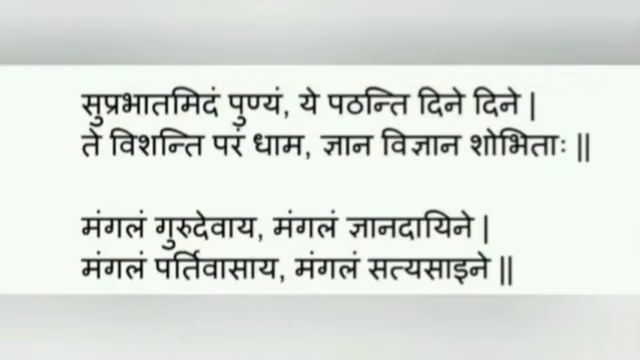 सुप्रभातमिदं पुण्यं, ये पठन्ति दिने दिने |
ते विशन्ति परं धाम, ज्ञान विज्ञान शोभिताः ||
मंगलं गुरुदेवाय, मंगलं ज्ञानदायिने |
मंगलं पर्तिवासाय, मंगलं सत्यसाइने ||